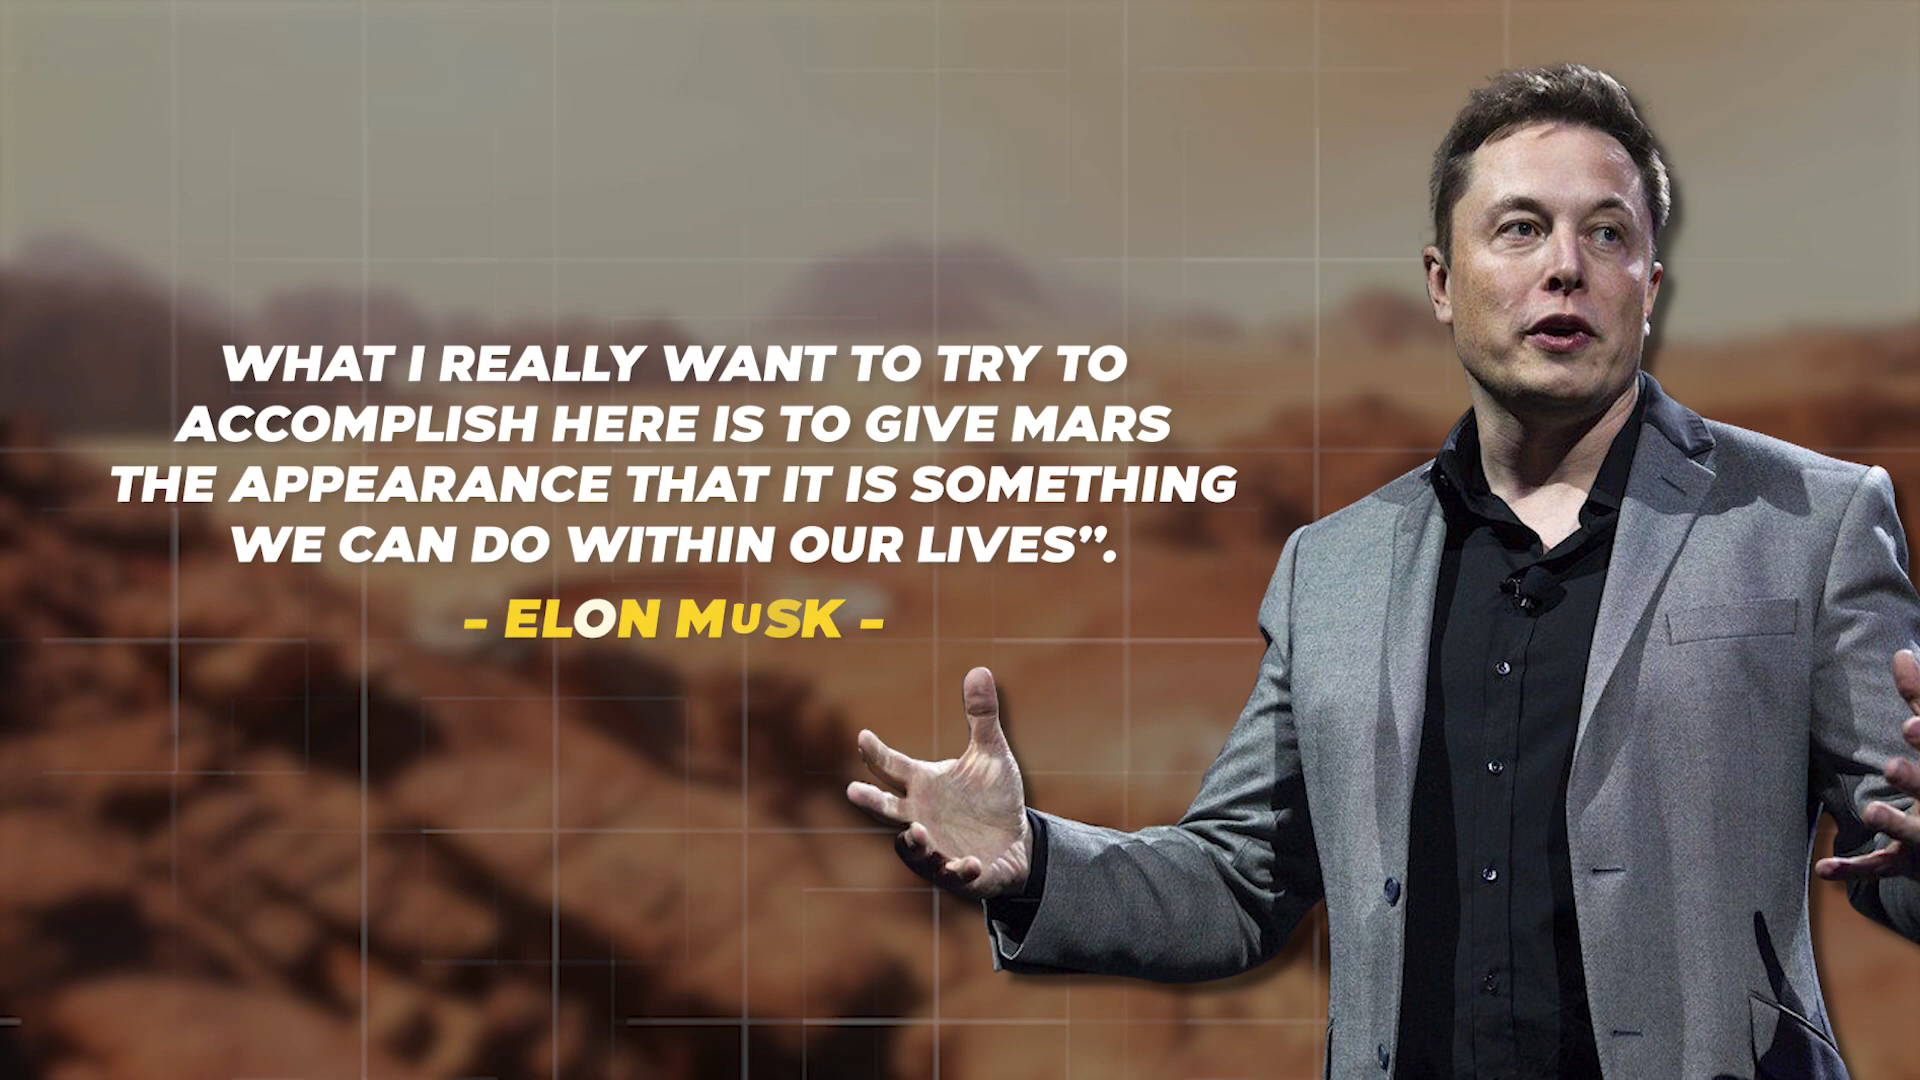 WHAT I REALLY WANT TO TRY TO
ACCOMPLISH HERE IS TO GIVE MARS
THE APPEARANCE THAT IT IS SOMETHING
WE CAN DO WITHIN OUR LIVES”.
- ELON MUSK -